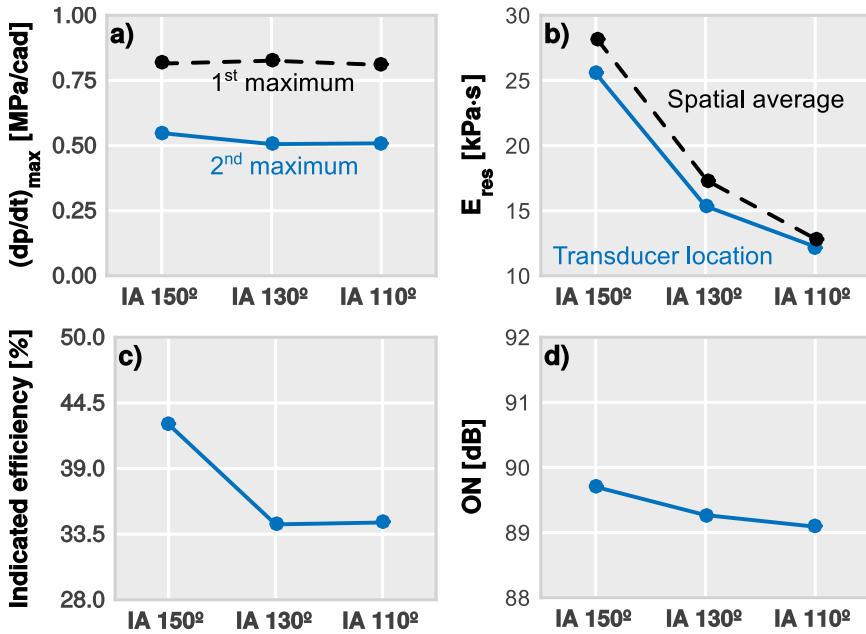 a)
(dp/dt)max [MPa/cad]
1.00
0.75
0.50
0.25
0.00
1st maximum
2nd maximum
IA 150º IA 130º IA 110º
b)
Eres [kPa·s]
30
25
20
15
10
Spatial average
Transducer location
IA 150º IA 130º IA 110º
c)
Indicated efficiency [%]
50.0
44.5
39.0
33.5
28.0
IA 150º IA 130º IA 110º
d)
ON [dB]
92
91
90
89
88
IA 150º IA 130º IA 110º